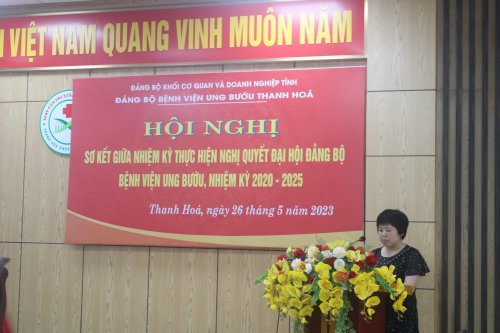 VIỆT NAM QUANG VINH MUÔN NĂM
ĐẢNG BỘ KHỐI CƠ QUAN VÀ DOANH NGHIỆP TỈNH
ĐẢNG BỘ BỆNH VIỆN UNG BƯỚU THANH HOÁ
HỘI NGHỊ
SƠ KẾT GIỮA NHIỆM KỲ THỰC HIỆN NGHỊ QUYẾT ĐẠI HỘI ĐẢNG BỘ
BỆNH VIỆN UNG BƯỚU, NHIỆM KỲ 2020 - 2025
Thanh Hoá, ngày 26 tháng 5 năm 2023